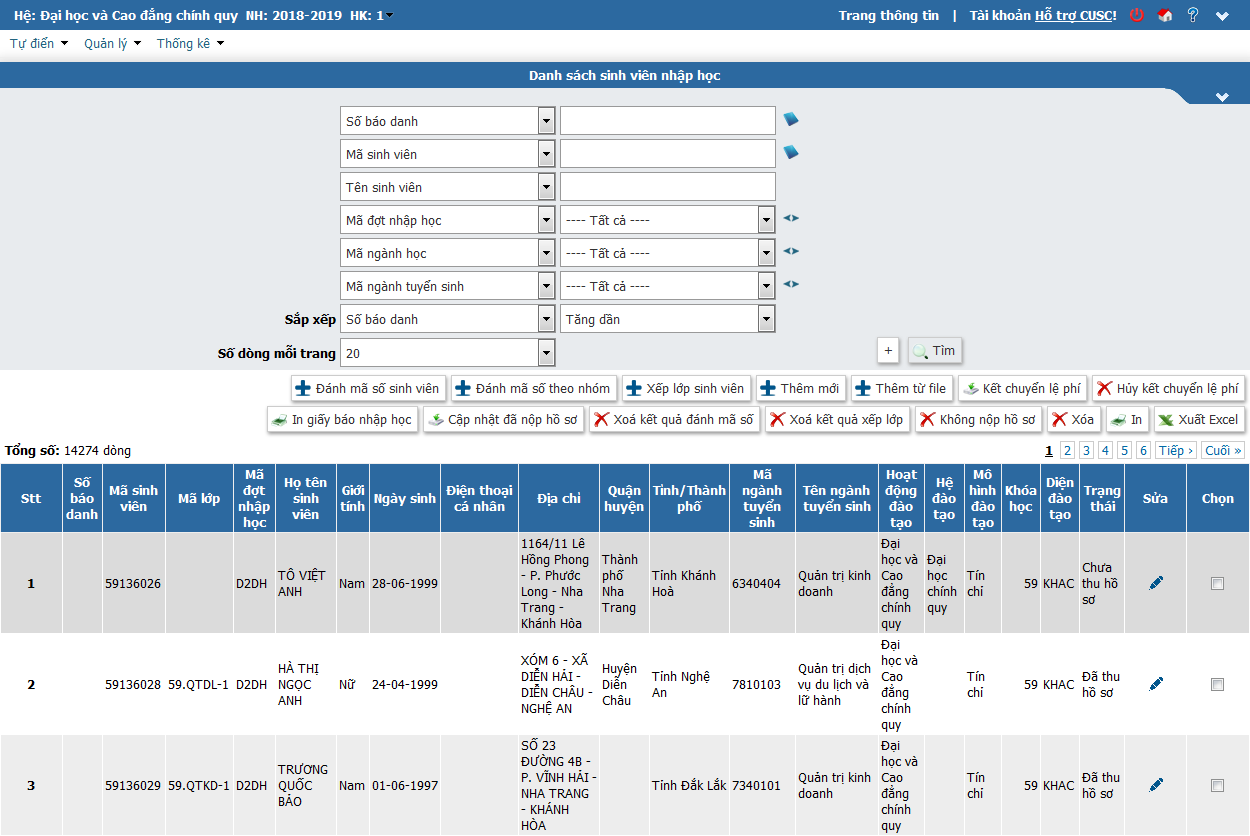 Hệ: Đại học và Cao đẳng chính quy NH: 2018-2019 HK: 1
Trang thông tin | Tài khoản Hỗ trợ CUSC!
Tự điển Quản lý Thống kê
Danh sách sinh viên nhập học
Số báo danh
Mã sinh viên
Tên sinh viên
Mã đợt nhập học ---- Tất cả ----
Mã ngành học ---- Tất cả ----
Mã ngành tuyển sinh ---- Tất cả ----
Sắp xếp Số báo danh Tăng dần
Số dòng mỗi trang 20 + Tìm
Đánh mã số sinh viên Đánh mã số theo nhóm Xếp lớp sinh viên Thêm mới Thêm từ file Kết chuyển lệ phí Hủy kết chuyển lệ phí
In giấy báo nhập học Cập nhật đã nộp hồ sơ Xoá kết quả đánh mã số Xoá kết quả xếp lớp Không nộp hồ sơ Xóa In Xuất Excel
Tổng số: 14274 dòng 1 2 3 4 5 6 Tiếp › Cuối »
Stt
Số
báo
danh
Mã sinh
viên
Mã lớp
Mã
đợt
nhập
học
Họ tên
sinh
viên
Giới
tính
Ngày sinh
Điện thoại
cá nhân
Địa chỉ
Quận
huyện
Tỉnh/Thành
phố
Mã
ngành
tuyển
sinh
Tên ngành
tuyển sinh
Hoạt
động
đào
tạo
Hệ
đào
tạo
Mô
hình
đào
tạo
Khóa
học
Diện
đào
tạo
Trạng
thái
Sửa
Chọn
1
59136026
D2DH
TÔ VIỆT
ANH
Nam
28-06-1999
1164/11 Lê
Hồng Phong
- P. Phước
Long - Nha
Trang -
Khánh Hòa
Thành
phố
Nha
Trang
Tỉnh Khánh
Hoà
6340404
Quản trị kinh
doanh
Đại
học và
Cao
đẳng
chính
quy
Đại
học
chính
quy
Tín
chỉ
59
KHAC
Chưa
thu hồ
sơ
2
59136028
59.QTDL-1
D2DH
HÀ THỊ
NGỌC
ANH
Nữ
24-04-1999
XÓM 6 - XÃ
DIỄN HẢI -
DIỄN CHÂU -
NGHỆ AN
Huyện
Diễn
Châu
Tỉnh Nghệ
An
7810103
Quản trị dịch
vụ du lịch và
lữ hành
Đại
học và
Cao
đẳng
chính
quy
Tín
chỉ
59
KHAC
Đã thu
hồ sơ
3
59136029
59.QTKD-1
D2DH
TRƯƠNG
QUỐC
BẢO
Nam
01-06-1997
SỐ 23
ĐƯỜNG 4B -
P. VĨNH HẢI -
NHA TRANG
- KHÁNH
HÒA
Tỉnh Đắk Lắk
7340101
Quản trị kinh
doanh
Đại
học và
Cao
đẳng
chính
quy
Tín
chỉ
59
KHAC
Đã thu
hồ sơ